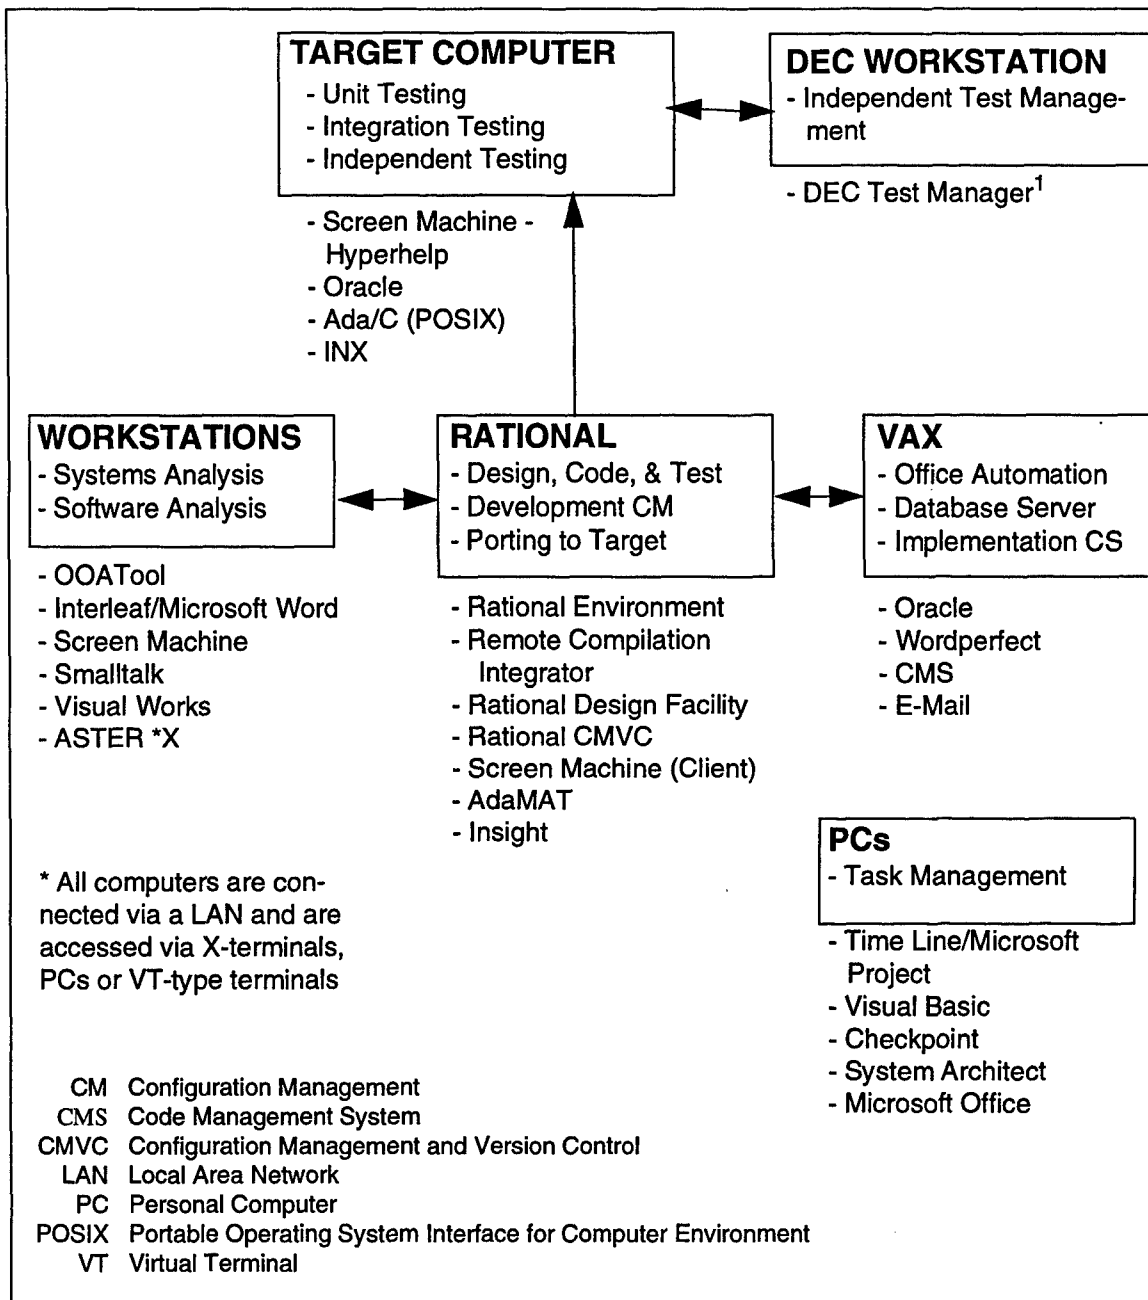 TARGET COMPUTER
- Unit Testing
- Integration Testing
- Independent Testing
- Screen Machine -
Hyperhelp
- Oracle
- Ada/C (POSIX)
- INX
DEC WORKSTATION
- Independent Test Manage-
ment
- DEC Test Manager1
WORKSTATIONS
- Systems Analysis
- Software Analysis
- OOATool
- Interleaf/Microsoft Word
- Screen Machine
- Smalltalk
- Visual Works
- ASTER *X
RATIONAL
- Design, Code, & Test
- Development CM
- Porting to Target
- Rational Environment
- Remote Compilation
Integrator
- Rational Design Facility
- Rational CMVC
- Screen Machine (Client)
- AdaMAT
- Insight
VAX
- Office Automation
- Database Server
- Implementation CS
- Oracle
- Wordperfect
- CMS
- E-Mail
PCs
- Task Management
- Time Line/Microsoft
Project
- Visual Basic
- Checkpoint
- System Architect
- Microsoft Office
* All computers are con-
nected via a LAN and are
accessed via X-terminals,
PCs or VT-type terminals
CM Configuration Management
CMS Code Management System
CMVC Configuration Management and Version Control
LAN Local Area Network
PC Personal Computer
POSIX Portable Operating System Interface for Computer Environment
VT Virtual Terminal